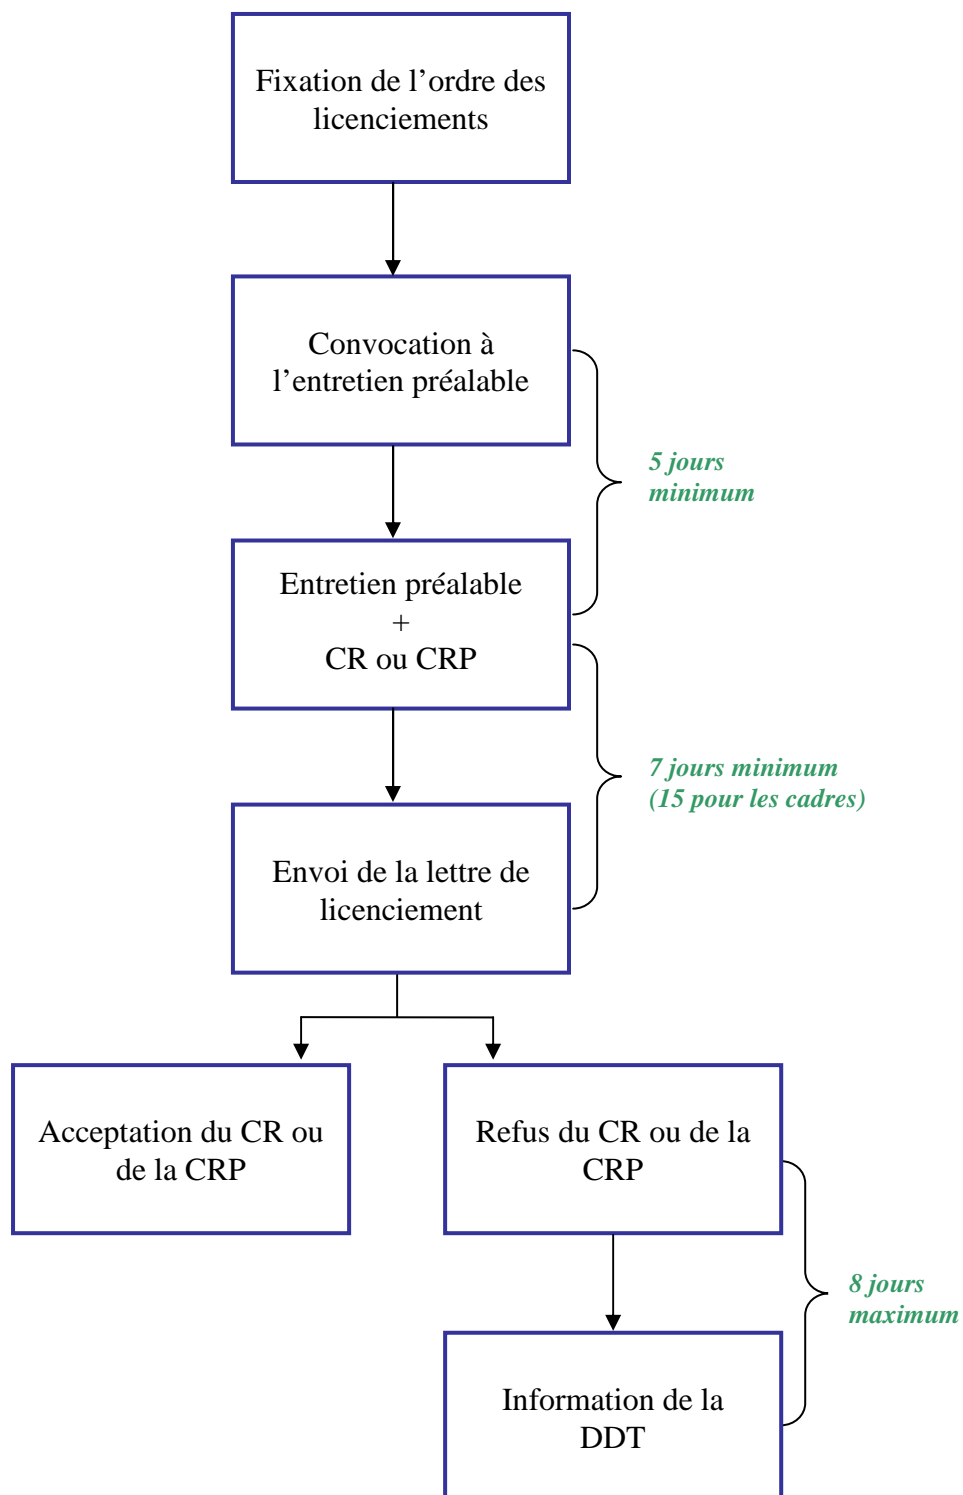 Fixation de l’ordre des
licenciements
Convocation à
l’entretien préalable
5 jours
minimum
Entretien préalable
+
CR ou CRP
7 jours minimum
(15 pour les cadres)
Envoi de la lettre de
licenciement
Acceptation du CR ou
de la CRP
Refus du CR ou de la
CRP
8 jours
maximum
Information de la
DDT